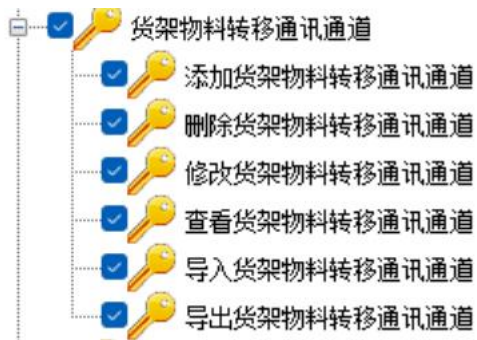 货架物料转移通讯通道
添加货架物料转移通讯通道
删除货架物料转移通讯通道
修改货架物料转移通讯通道
查看货架物料转移通讯通道
导入货架物料转移通讯通道
导出货架物料转移通讯通道